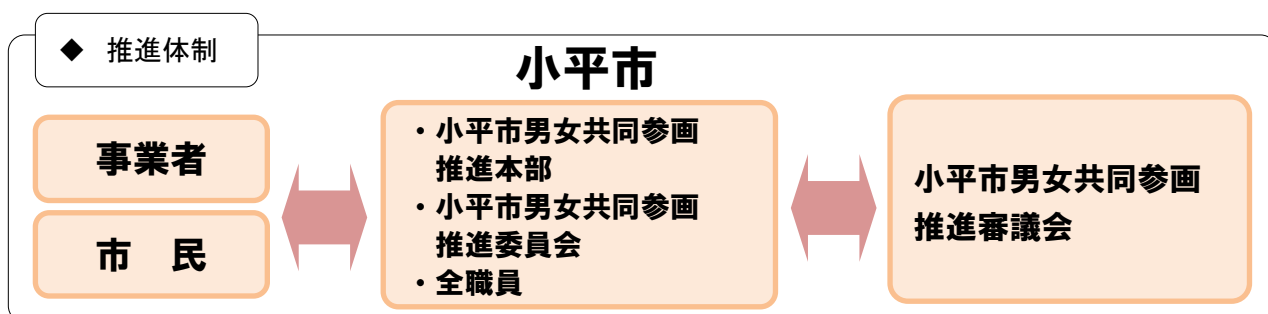 ◆ 推進体制
小平市
事業者
市　民
・小平市男女共同参画
推進本部
・小平市男女共同参画
推進委員会
・全職員
小平市男女共同参画
推進審議会